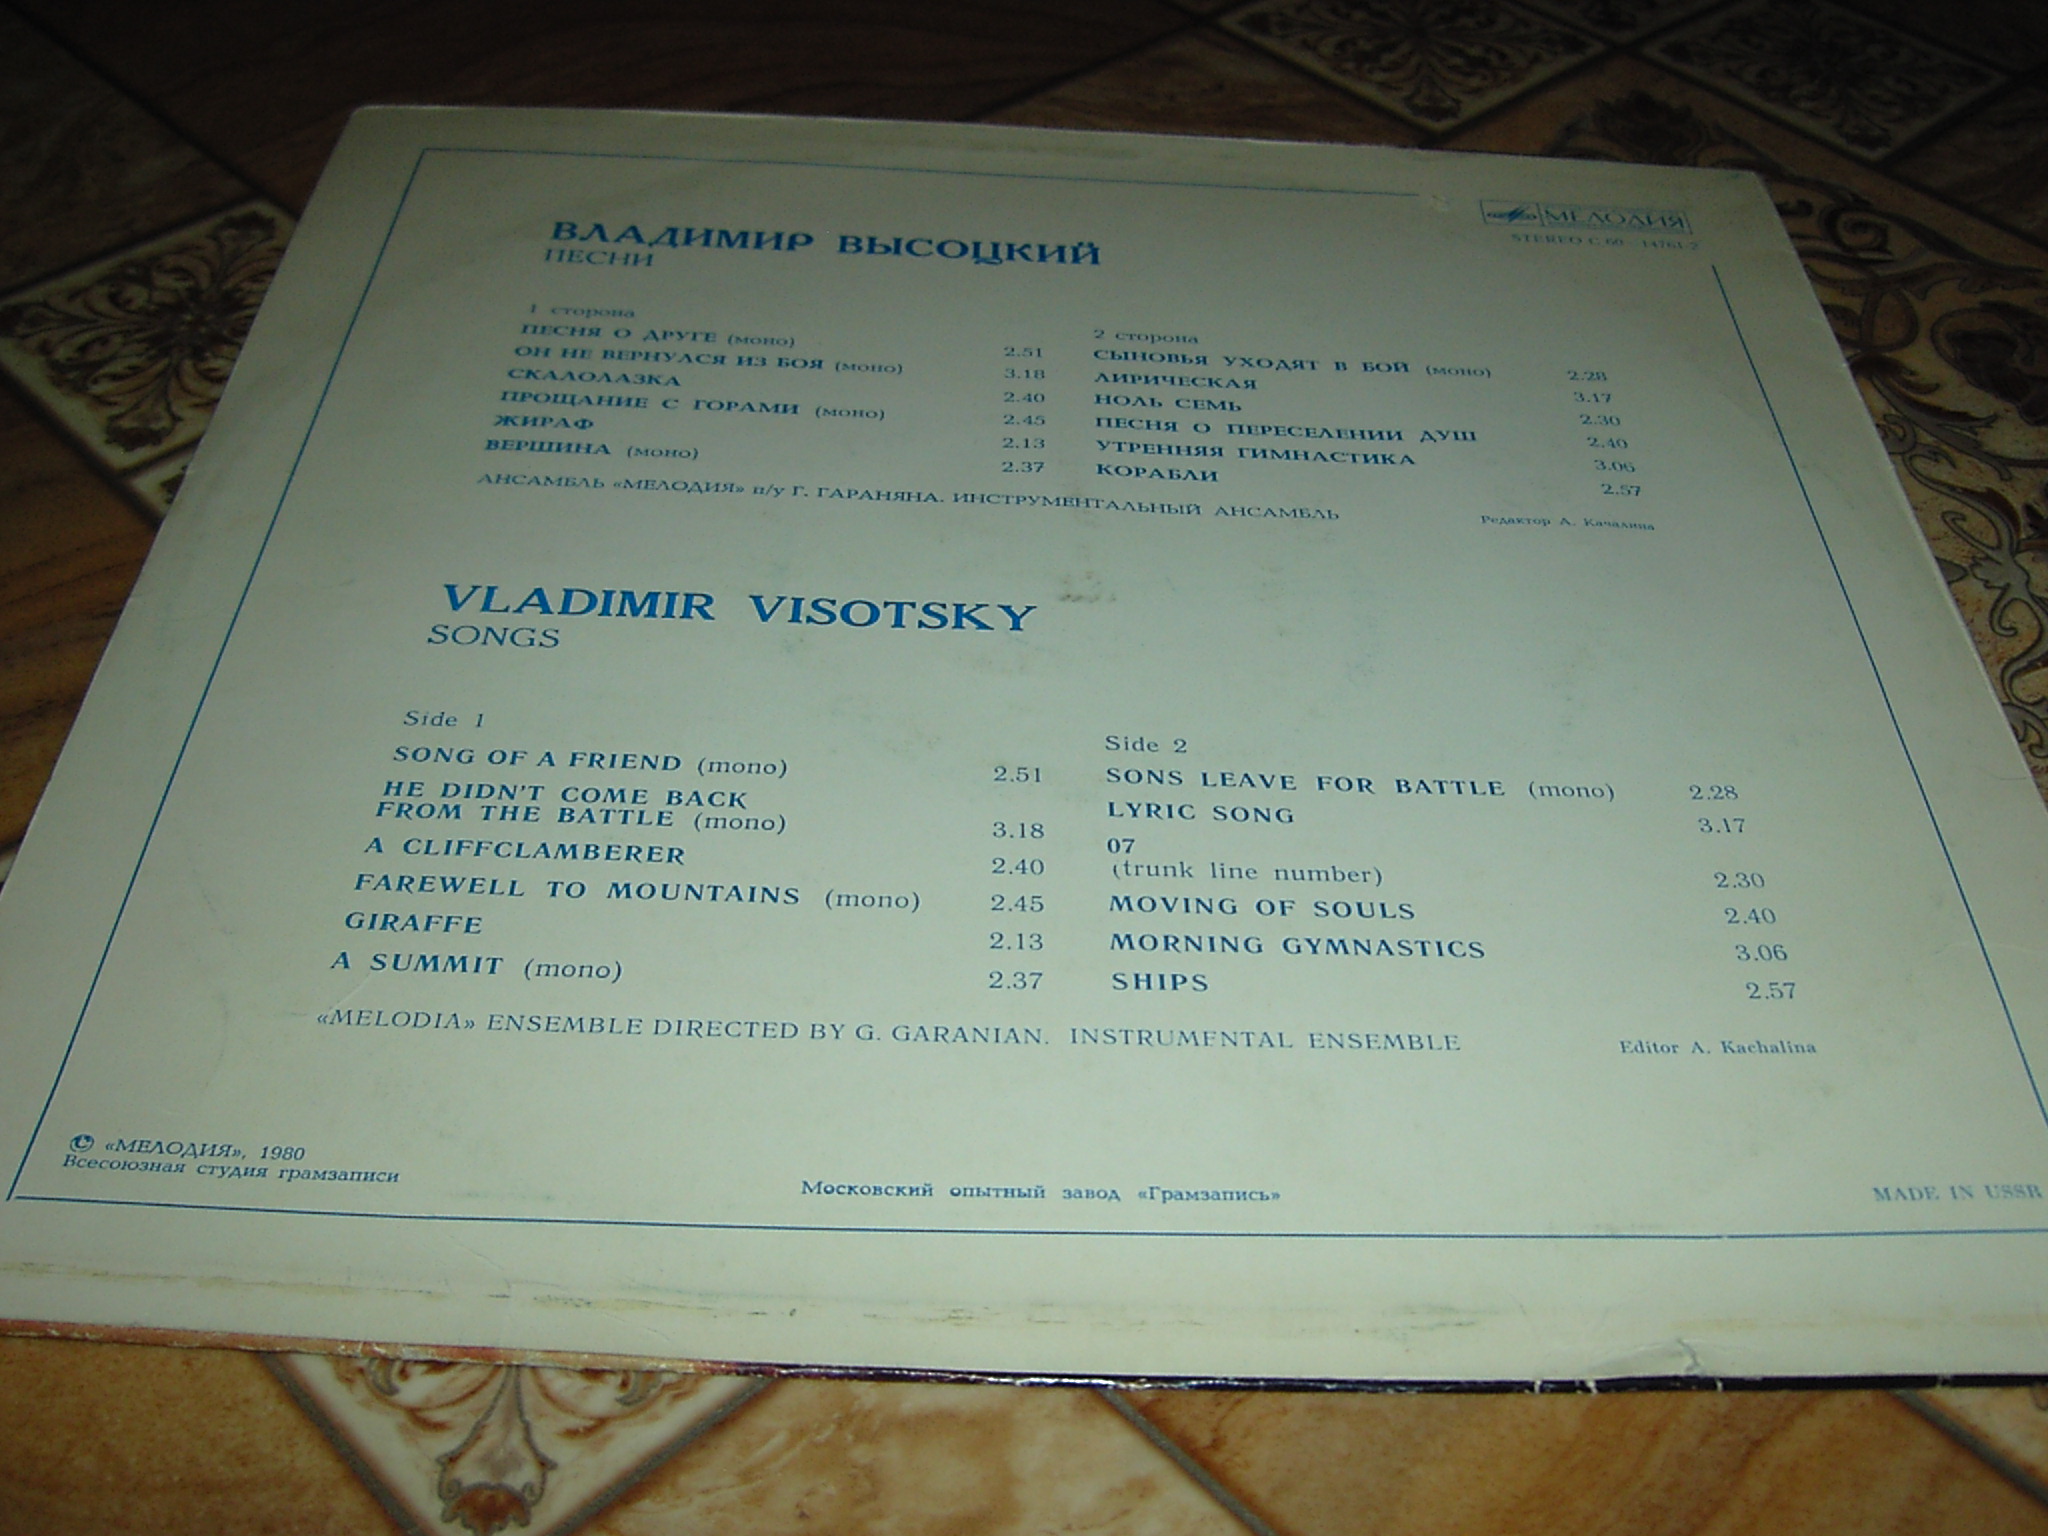 МЕЛОДИЯ
STEREO С 60—14761-2
ВЛАДИМИР ВЫСОЦКИЙ
ПЕСНИ
1 сторона
ПЕСНЯ О ДРУГЕ (моно) 2.51
ОН НЕ ВЕРНУЛСЯ ИЗ БОЯ (моно) 3.18
СКАЛОЛАЗКА 2.40
ПРОЩАНИЕ С ГОРАМИ (моно) 2.45
ЖИРАФ 2.13
ВЕРШИНА (моно) 2.37
2 сторона
СЫНОВЬЯ УХОДЯТ В БОЙ (моно) 2.28
ЛИРИЧЕСКАЯ 3.17
НОЛЬ СЕМЬ 2.30
ПЕСНЯ О ПЕРЕСЕЛЕНИИ ДУШ 2.40
УТРЕННЯЯ ГИМНАСТИКА 3.06
КОРАБЛИ 2.57
АНСАМБЛЬ «МЕЛОДИЯ» п/у Г. ГАРАНЯНА. ИНСТРУМЕНТАЛЬНЫЙ АНСАМБЛЬ
Редактор А. Качалина
VLADIMIR VISOTSKY
SONGS
Side 1
SONG OF A FRIEND (mono) 2.51
HE DIDN'T COME BACK
FROM THE BATTLE (mono) 3.18
A CLIFFCLAMBERER 2.40
FAREWELL TO MOUNTAINS (mono) 2.45
GIRAFFE 2.13
A SUMMIT (mono) 2.37
Side 2
SONS LEAVE FOR BATTLE (mono) 2.28
LYRIC SONG 3.17
07
(trunk line number) 2.30
MOVING OF SOULS 2.40
MORNING GYMNASTICS 3.06
SHIPS 2.57
«MELODIA» ENSEMBLE DIRECTED BY G. GARANIAN. INSTRUMENTAL ENSEMBLE
Editor A. Kachalina
© «МЕЛОДИЯ», 1980
Всесоюзная студия грамзаписи
Московский опытный завод «Грамзапись»
MADE IN USSR